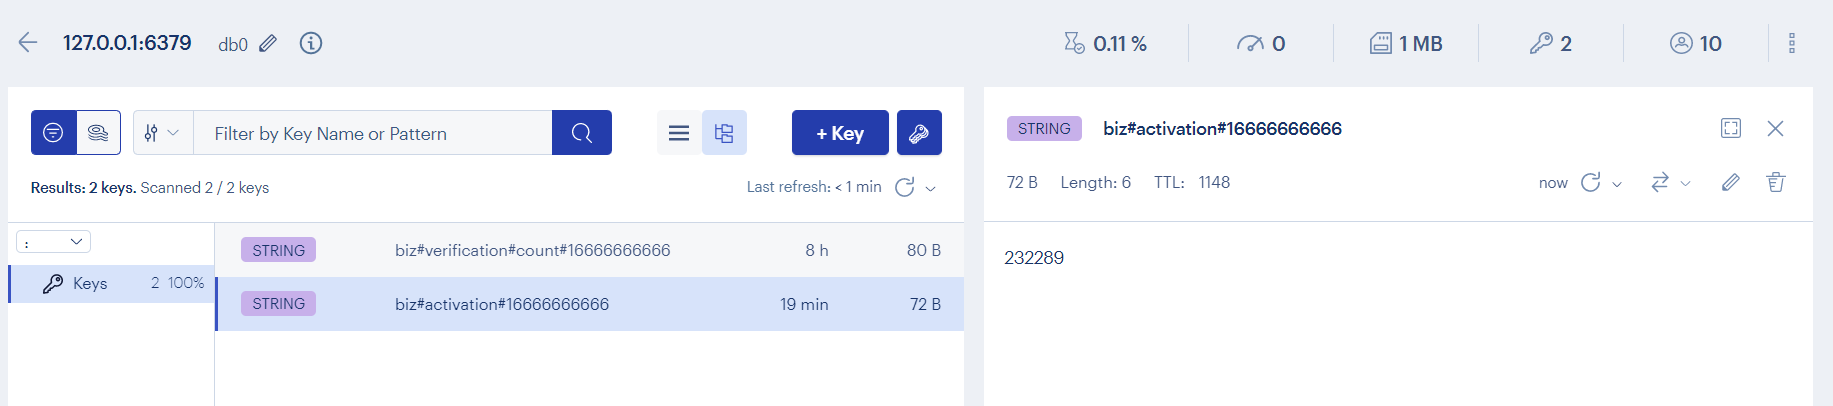 127.0.0.1:6379 db0 0.11 % 0 1 MB 2 10
Filter by Key Name or Pattern + Key
Results: 2 keys. Scanned 2 / 2 keys Last refresh: < 1 min
:
Keys 2 100%
STRING biz#verification#count#16666666666 8 h 80 B
STRING biz#activation#16666666666 19 min 72 B
STRING biz#activation#16666666666
72 B Length: 6 TTL: 1148 now
232289